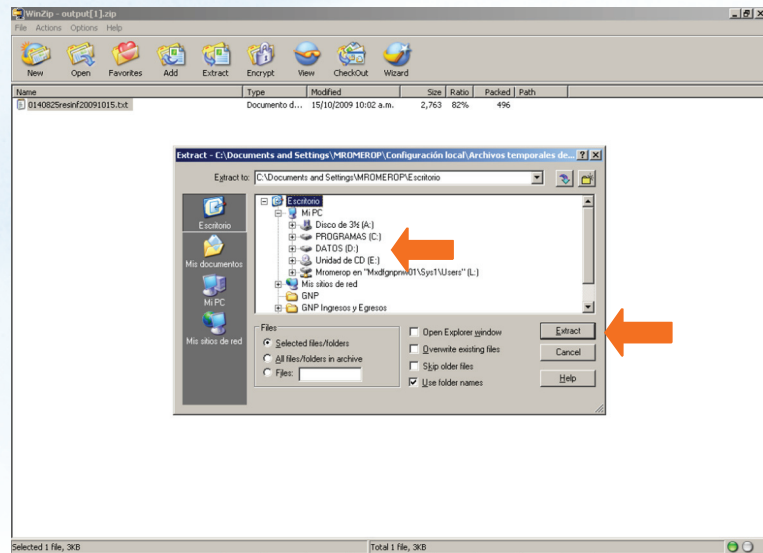 WinZip - output[1].zip
File Actions Options Help
New Open Favorites Add Extract Encrypt View CheckOut Wizard
Name Type Modified Size Ratio Packed Path
0140825resinf20091015.txt Documento d... 15/10/2009 10:02 a.m. 2,763 82% 496
Extract - C:\Documents and Settings\MROMEROP\Configuración local\Archivos temporales de...
Extract to: C:\Documents and Settings\MROMEROP\Escritorio
Escritorio
Mis documentos
Mi PC
Mis sitios de red
Escritorio
Mi PC
Disco de 3½ (A:)
PROGRAMAS (C:)
DATOS (D:)
Unidad de CD (E:)
Mromerop en "Mxdfgnprw01\Sys1\Users" (L:)
Mis sitios de red
GNP
GNP Ingresos y Egresos
Files
Selected files/folders
All files/folders in archive
Files:
Open Explorer window
Overwrite existing files
Skip older files
Use folder names
Extract
Cancel
Help
Selected 1 file, 3KB Total 1 file, 3KB